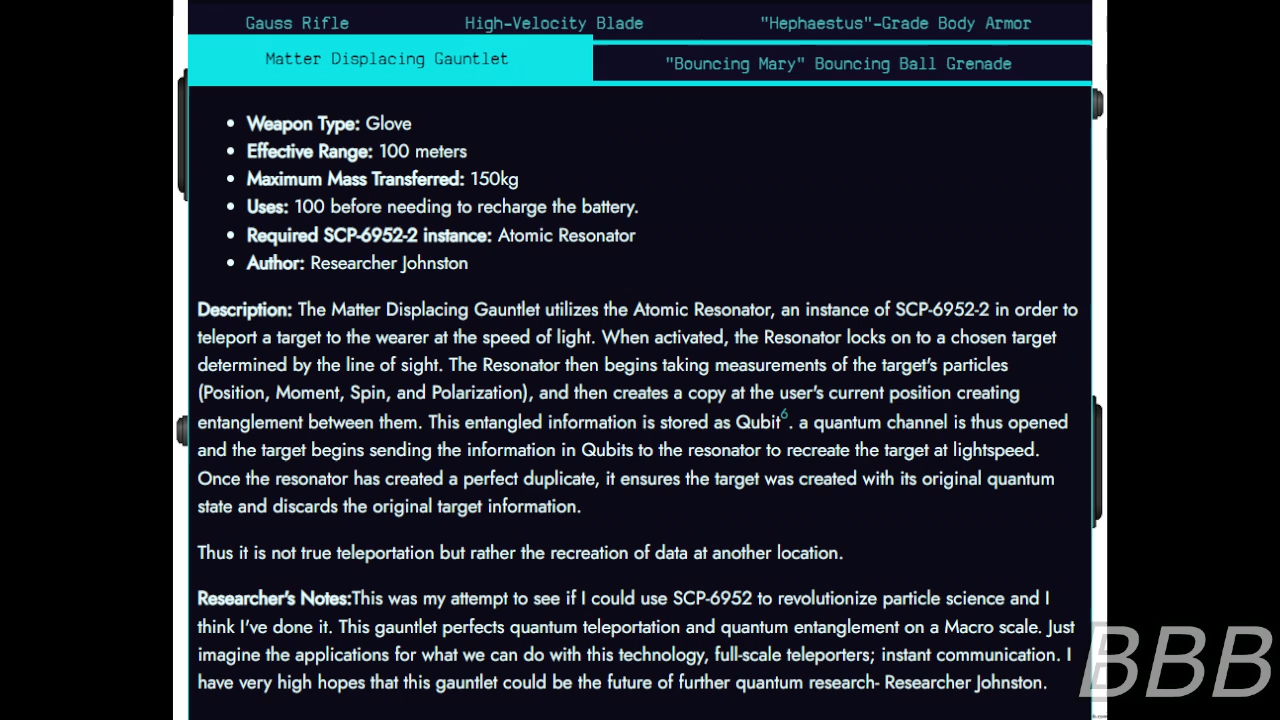 Gauss Rifle High-Velocity Blade "Hephaestus"-Grade Body Armor
Matter Displacing Gauntlet "Bouncing Mary" Bouncing Ball Grenade
• Weapon Type: Glove
• Effective Range: 100 meters
• Maximum Mass Transferred: 150kg
• Uses: 100 before needing to recharge the battery.
• Required SCP-6952-2 instance: Atomic Resonator
• Author: Researcher Johnston
Description: The Matter Displacing Gauntlet utilizes the Atomic Resonator, an instance of SCP-6952-2 in order to
teleport a target to the wearer at the speed of light. When activated, the Resonator locks on to a chosen target
determined by the line of sight. The Resonator then begins taking measurements of the target's particles
(Position, Moment, Spin, and Polarization), and then creates a copy at the user's current position creating
entanglement between them. This entangled information is stored as Qubit6. a quantum channel is thus opened
and the target begins sending the information in Qubits to the resonator to recreate the target at lightspeed.
Once the resonator has created a perfect duplicate, it ensures the target was created with its original quantum
state and discards the original target information.
Thus it is not true teleportation but rather the recreation of data at another location.
Researcher's Notes:This was my attempt to see if I could use SCP-6952 to revolutionize particle science and I
think I've done it. This gauntlet perfects quantum teleportation and quantum entanglement on a Macro scale. Just
imagine the applications for what we can do with this technology, full-scale teleporters; instant communication. I
have very high hopes that this gauntlet could be the future of further quantum research- Researcher Johnston.
BBB